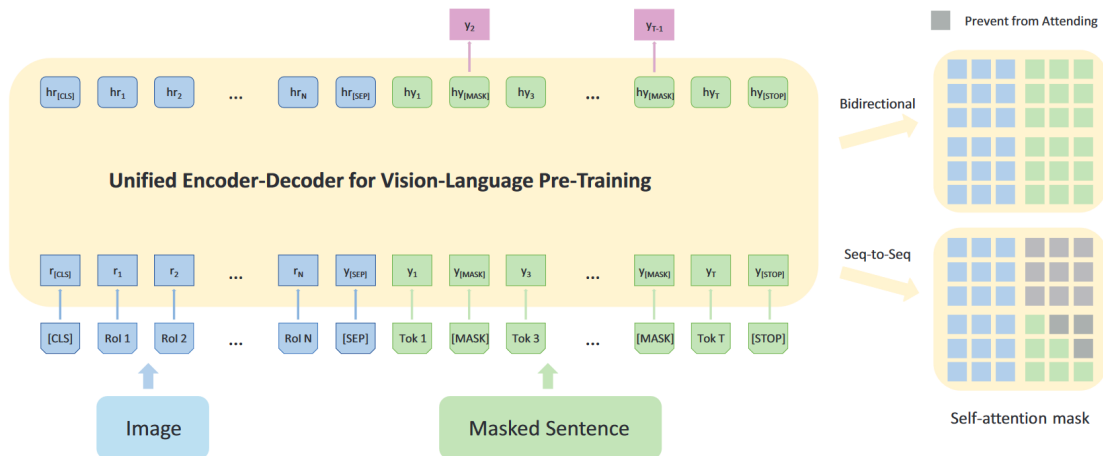 y2 yT-1 Prevent from Attending
hr[CLS] hr1 hr2 ... hrN hr[SEP] hy1 hy[MASK] hy3 ... hy[MASK] hyT hy[STOP]
Bidirectional
Unified Encoder-Decoder for Vision-Language Pre-Training
Seq-to-Seq
r[CLS] r1 r2 ... rN y[SEP] y1 y[MASK] y3 ... y[MASK] yT y[STOP]
[CLS] RoI 1 RoI 2 ... RoI N [SEP] Tok 1 [MASK] Tok 3 ... [MASK] Tok T [STOP]
Image Masked Sentence Self-attention mask